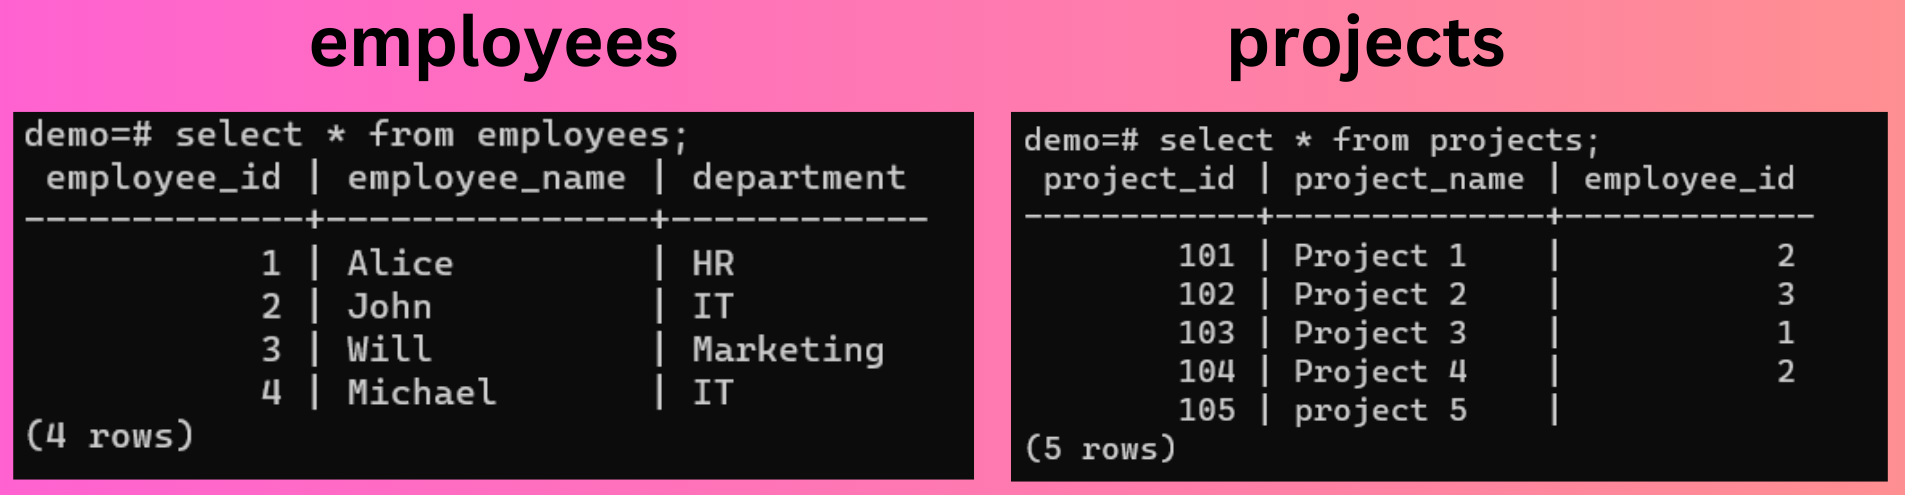 employees
demo=# select * from employees;
 employee_id | employee_name | department
-------------+---------------+------------
           1 | Alice         | HR
           2 | John          | IT
           3 | Will          | Marketing
           4 | Michael       | IT
(4 rows)
projects
demo=# select * from projects;
 project_id | project_name | employee_id
------------+--------------+-------------
        101 | Project 1    |           2
        102 | Project 2    |           3
        103 | Project 3    |           1
        104 | Project 4    |           2
        105 | project 5    |
(5 rows)